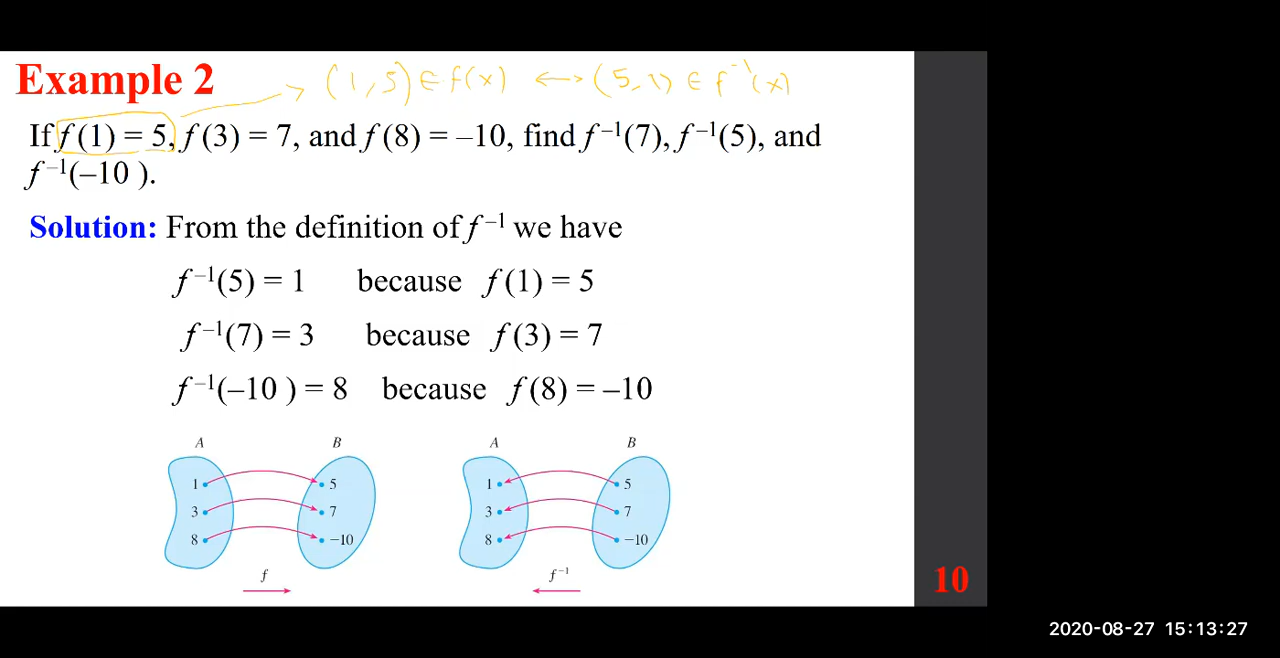 Example 2 → (1,5) ∈ f(x) ↔ (5,1) ∈ f⁻¹(x)
If f (1) = 5, f (3) = 7, and f (8) = –10, find f⁻¹(7), f⁻¹(5), and
f⁻¹(–10 ).
Solution: From the definition of f⁻¹ we have
f⁻¹(5) = 1 because f (1) = 5
f⁻¹(7) = 3 because f (3) = 7
f⁻¹(–10 ) = 8 because f (8) = –10
A B A B
1 5 1 5
3 7 3 7
8 −10 8 −10
f f⁻¹
10
2020-08-27 15:13:27